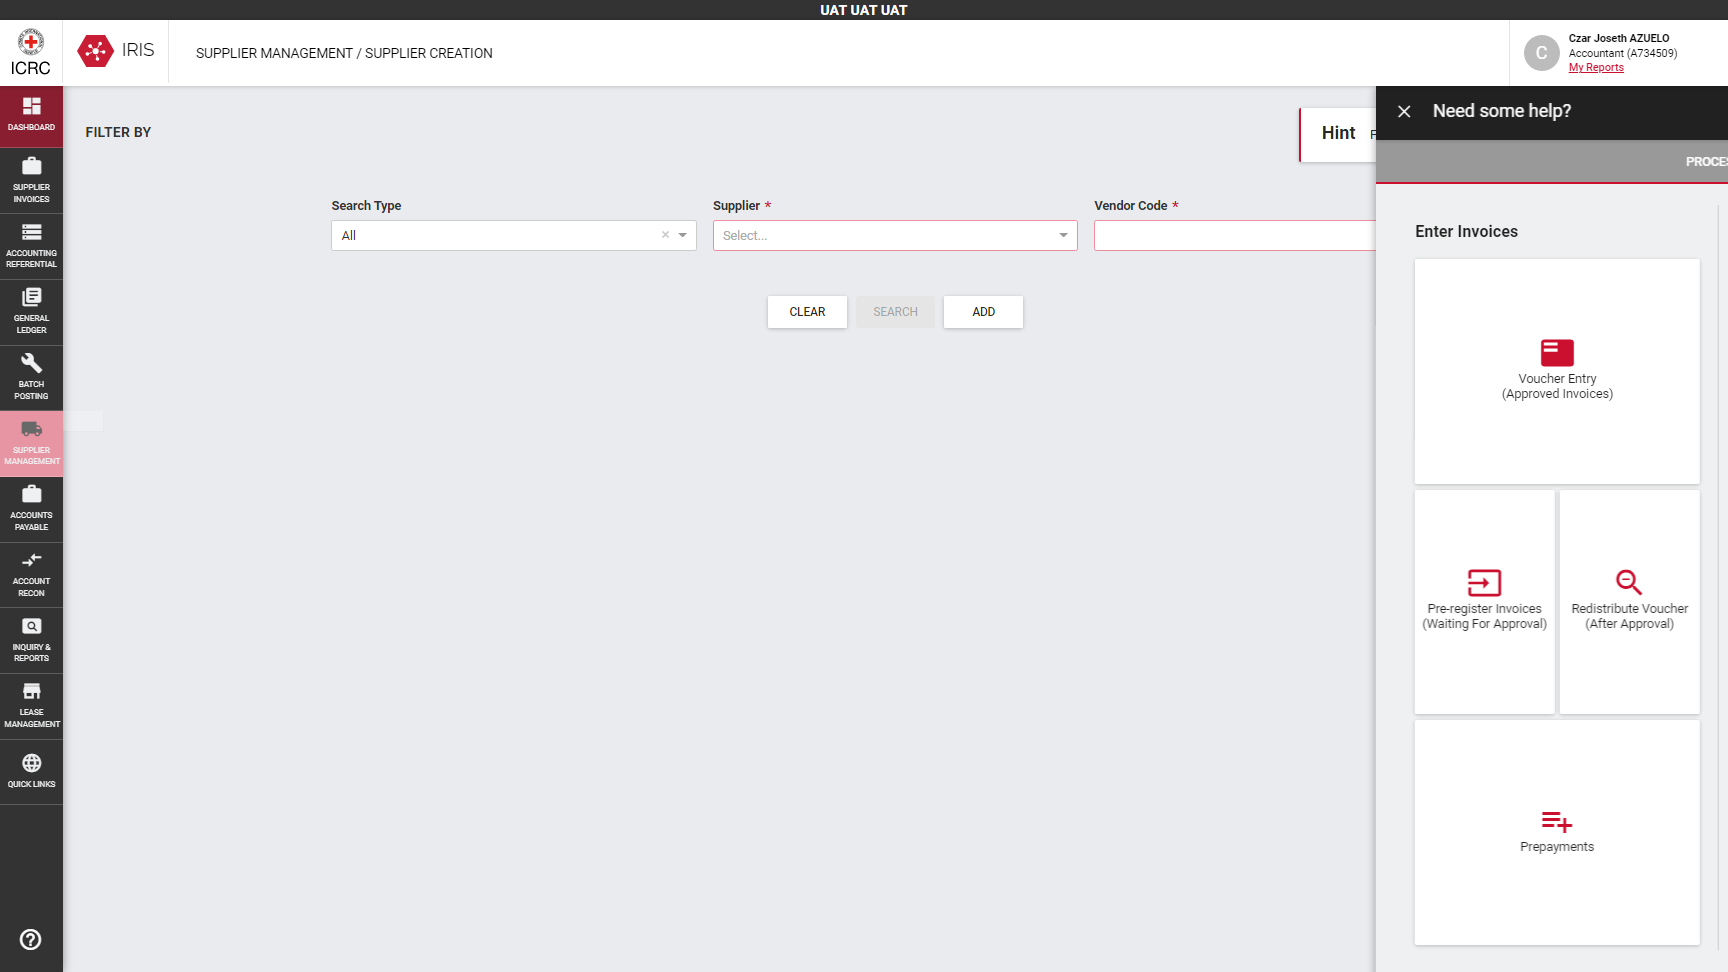 UAT UAT UAT
ICRC
IRIS
SUPPLIER MANAGEMENT / SUPPLIER CREATION
C
Czar Joseth AZUELO
Accountant (A734509)
My Reports
DASHBOARD
SUPPLIER
INVOICES
ACCOUNTING
REFERENTIAL
GENERAL
LEDGER
BATCH
POSTING
SUPPLIER
MANAGEMENT
ACCOUNTS
PAYABLE
ACCOUNT
RECON
INQUIRY &
REPORTS
LEASE
MANAGEMENT
QUICK LINKS
FILTER BY
Hint
Search Type
All
Supplier *
Select...
Vendor Code *
CLEAR
SEARCH
ADD
Need some help?
PROCES
Enter Invoices
Voucher Entry
(Approved Invoices)
Pre-register Invoices
(Waiting For Approval)
Redistribute Voucher
(After Approval)
Prepayments